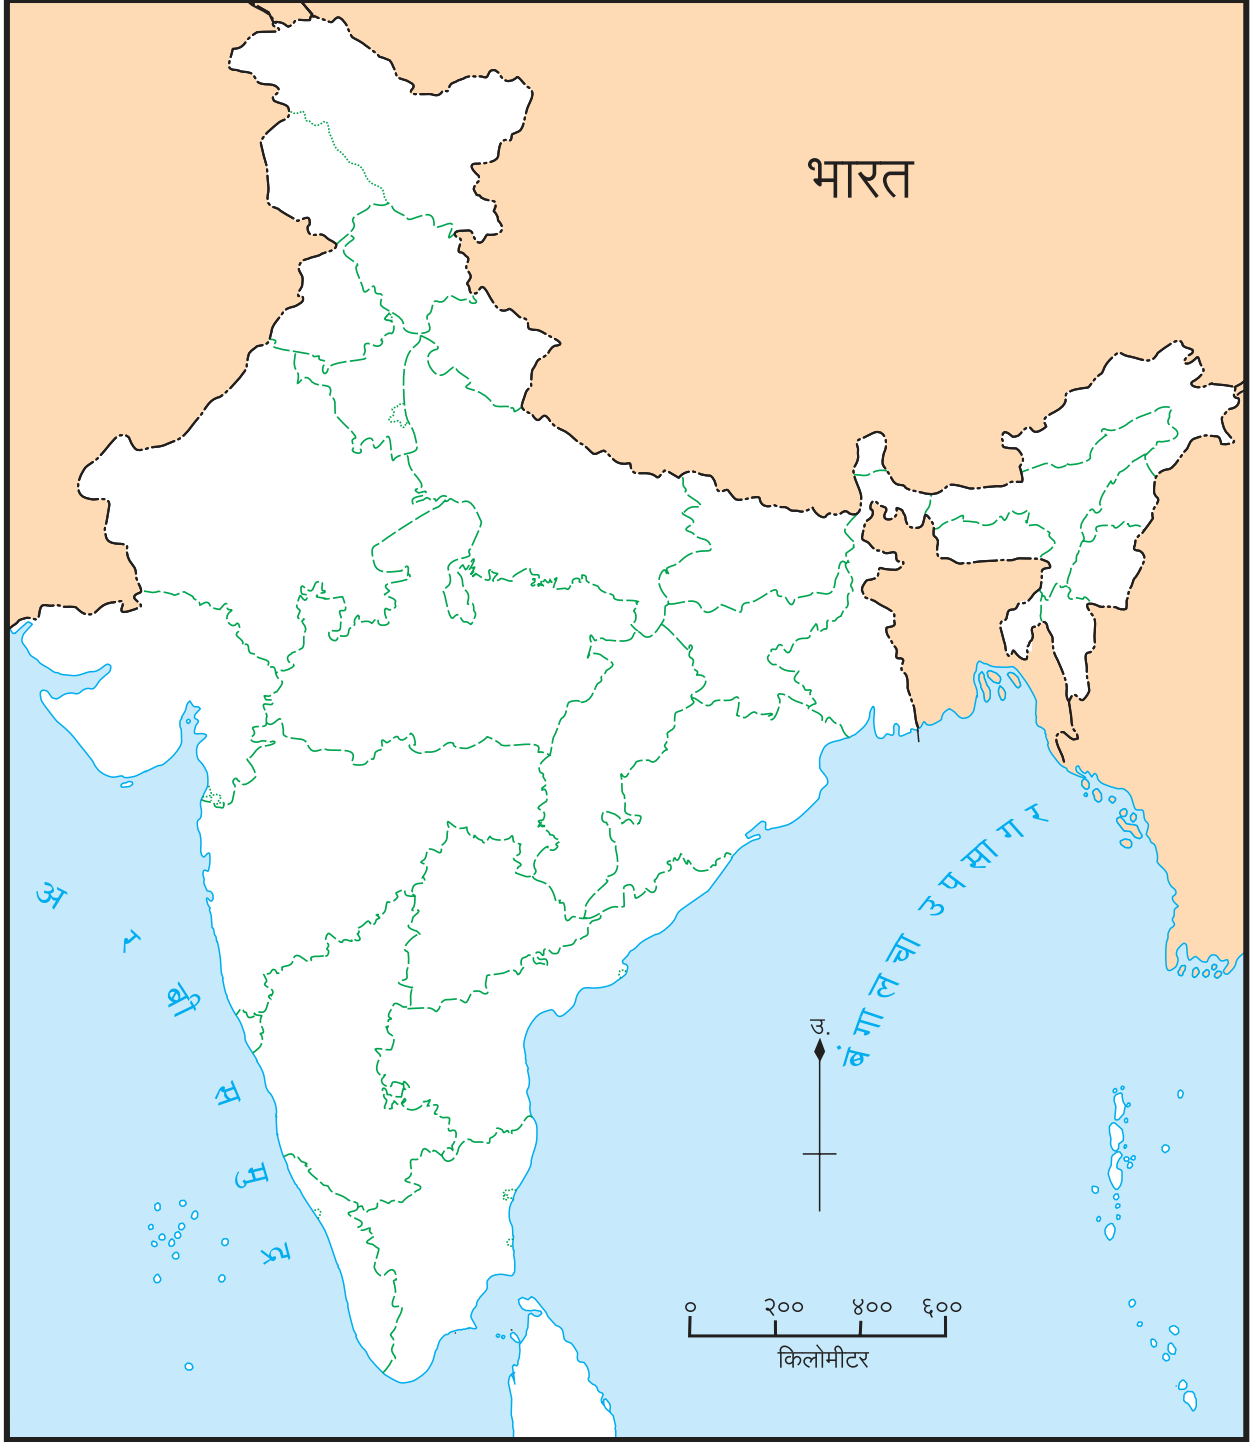 भारत
अरबी समुद्र
बंगालचा उपसागर
उ.
० २०० ४०० ६००
किलोमीटर